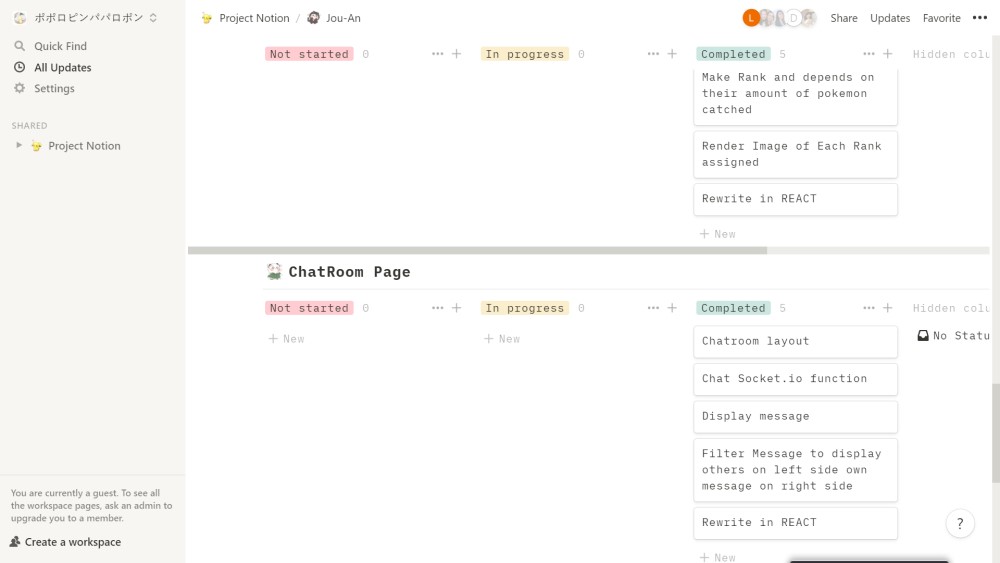 ポポロピンパパロポン
Project Notion / Jou-An
L
D
Share
Updates
Favorite
Quick Find
All Updates
Settings
SHARED
Project Notion
Not started 0
In progress 0
Completed 5
Hidden colu
Make Rank and depends on
their amount of pokemon
catched
Render Image of Each Rank
assigned
Rewrite in REACT
+ New
ChatRoom Page
Not started 0
In progress 0
Completed 5
Hidden colu
+ New
+ New
No Statu
Chatroom layout
Chat Socket.io function
Display message
Filter Message to display
others on left side own
message on right side
Rewrite in REACT
+ New
You are currently a guest. To see all
the workspace pages, ask an admin to
upgrade you to a member.
Create a workspace
?